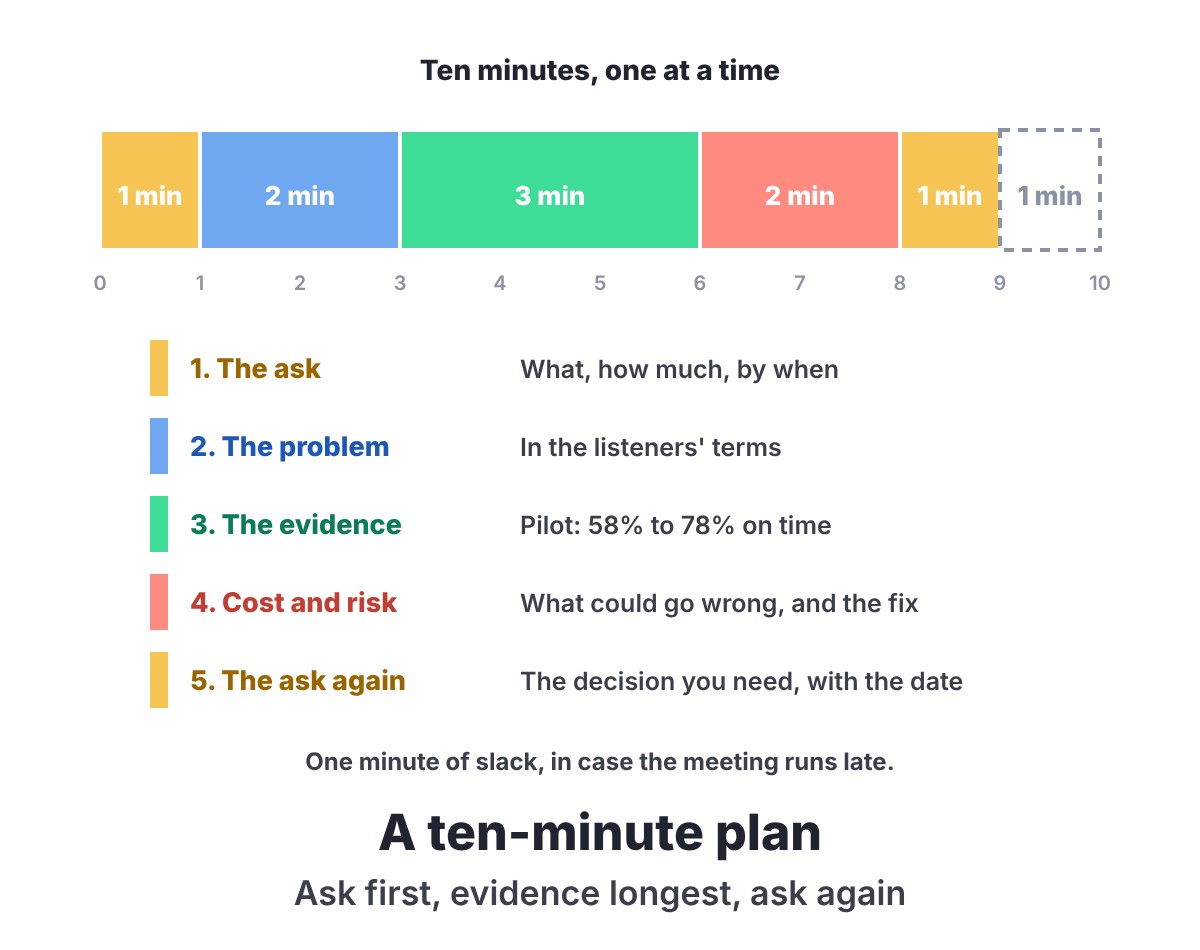 Ten minutes, one at a time
1 min 2 min 3 min 2 min 1 min 1 min
0 1 2 3 4 5 6 7 8 9 10
1. The ask What, how much, by when
2. The problem In the listeners' terms
3. The evidence Pilot: 58% to 78% on time
4. Cost and risk What could go wrong, and the fix
5. The ask again The decision you need, with the date
One minute of slack, in case the meeting runs late.
A ten-minute plan
Ask first, evidence longest, ask again